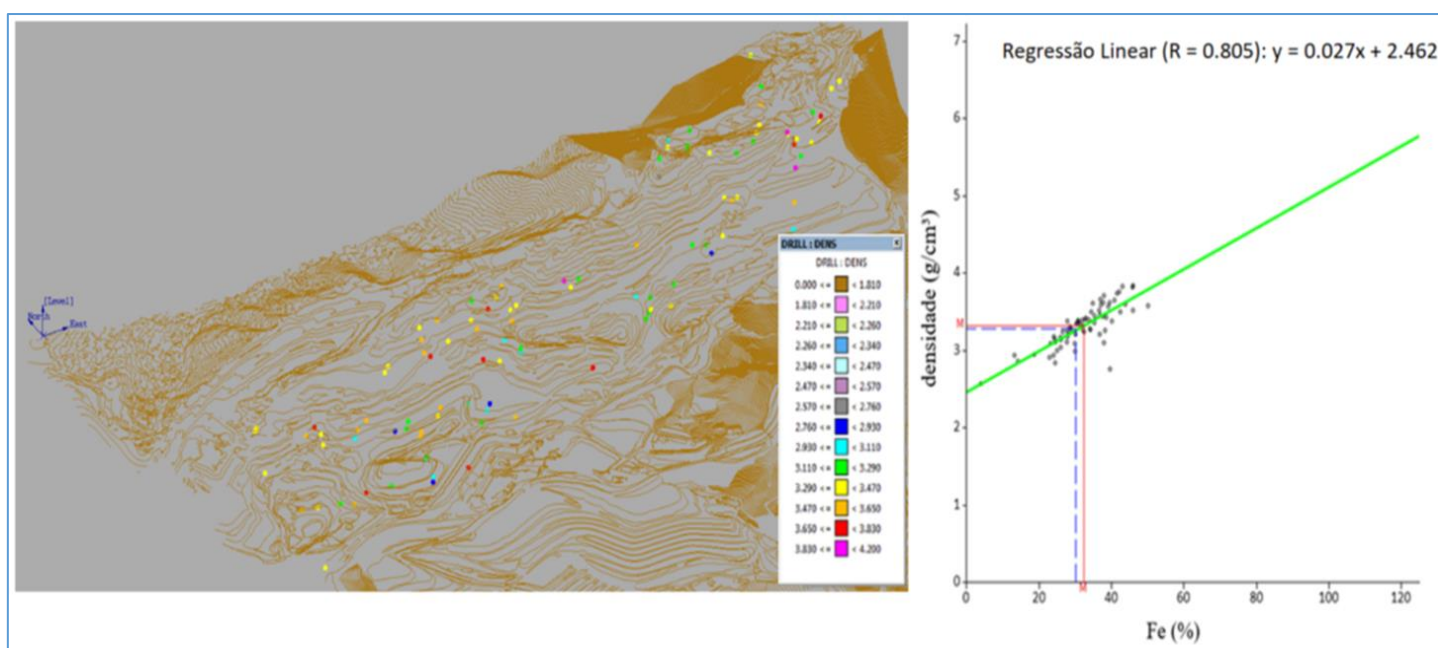 [Level]
North
East
DRILL : DENS
DRILL : DENS
0.000 <= < 1.810
1.810 <= < 2.210
2.210 <= < 2.260
2.260 <= < 2.340
2.340 <= < 2.470
2.470 <= < 2.570
2.570 <= < 2.760
2.760 <= < 2.930
2.930 <= < 3.110
3.110 <= < 3.290
3.290 <= < 3.470
3.470 <= < 3.650
3.650 <= < 3.830
3.830 <= < 4.200
Regressão Linear (R = 0.805): y = 0.027x + 2.462
densidade (g/cm³)
7
6
5
4
3
2
1
0
M
M
0 20 40 60 80 100 120
Fe (%)